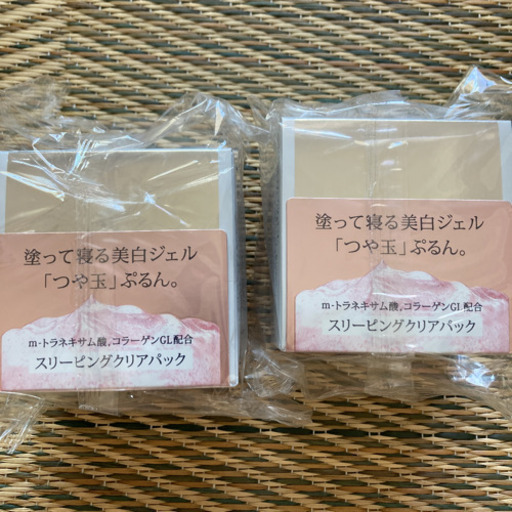 塗って寝る美白ジェル
「つや玉」ぷるん。
m-トラネキサム酸、コラーゲンGL配合
スリーピングクリアパック
塗って寝る美白ジェル
「つや玉」ぷるん。
m-トラネキサム酸、コラーゲンGL配合
スリーピングクリアパック